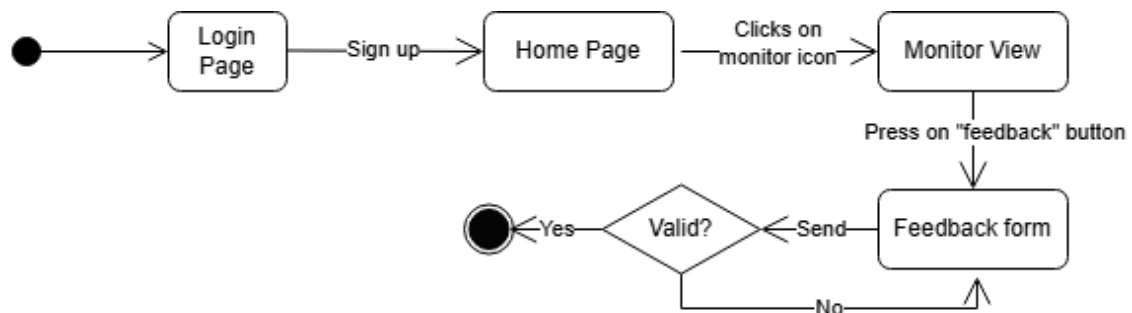 Login
Page
Sign up
Home Page
Clicks on
monitor icon
Monitor View
Press on "feedback" button
Feedback form
Send
Valid?
Yes
No